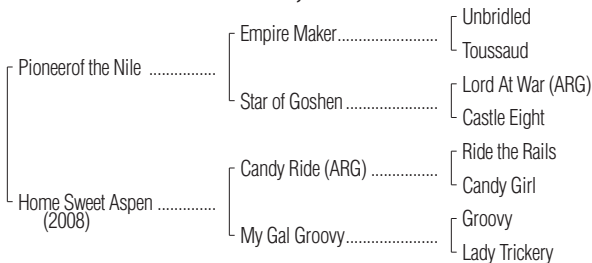 Unbridled
Empire Maker....................
Toussaud
Pioneerof the Nile ...............
Lord At War (ARG)
Star of Goshen ..................
Castle Eight
Ride the Rails
Candy Ride (ARG) ..............
Candy Girl
Home Sweet Aspen .............
(2008)
Groovy
My Gal Groovy..................
Lady Trickery